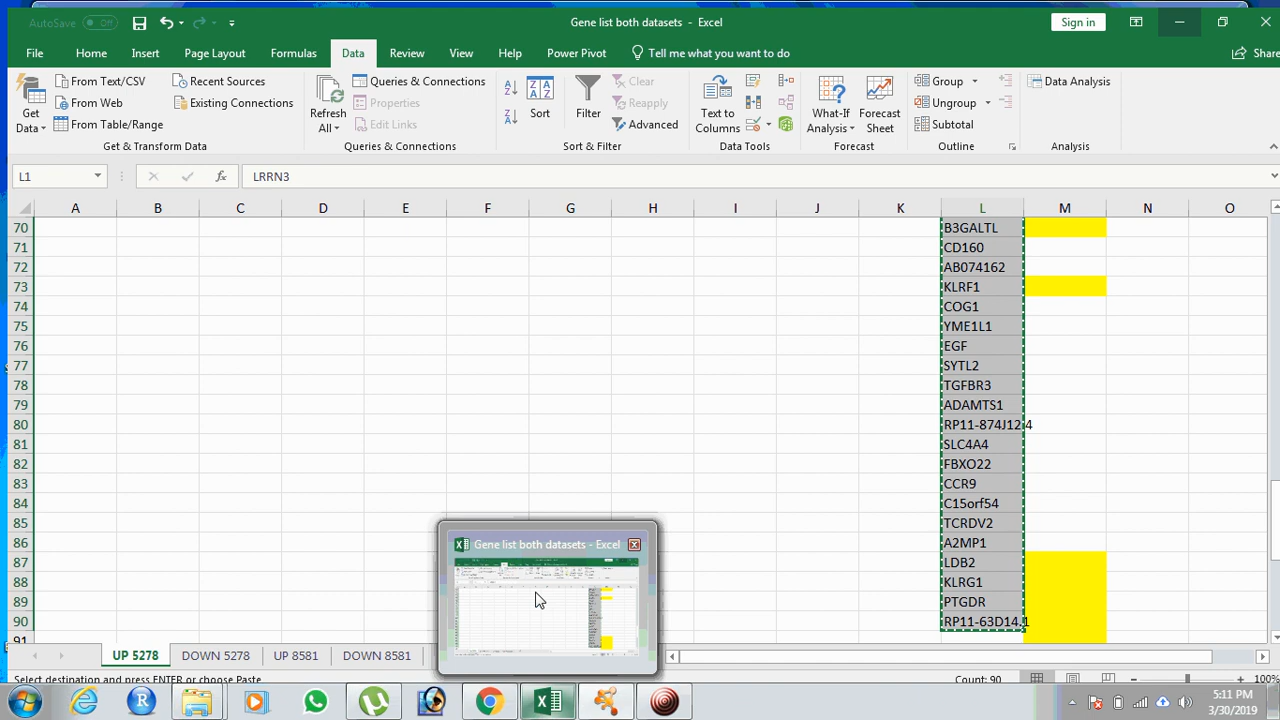 AutoSave Off
Gene list both datasets - Excel
Sign in
File Home Insert Page Layout Formulas Data Review View Help Power Pivot Tell me what you want to do Share
Get Data
From Text/CSV
From Web
From Table/Range
Recent Sources
Existing Connections
Get & Transform Data
Refresh All
Queries & Connections
Properties
Edit Links
Queries & Connections
Sort
Filter
Clear
Reapply
Advanced
Sort & Filter
Text to Columns
Data Tools
What-If Analysis
Forecast Sheet
Forecast
Group
Ungroup
Subtotal
Outline
Data Analysis
Analysis
L1 fx LRRN3
A B C D E F G H I J K L M N O
70 B3GALTL
71 CD160
72 AB074162
73 KLRF1
74 COG1
75 YME1L1
76 EGF
77 SYTL2
78 TGFBR3
79 ADAMTS1
80 RP11-874J12.4
81 SLC4A4
82 FBXO22
83 CCR9
84 C15orf54
85 TCRDV2
86 A2MP1
87 LDB2
88 KLRG1
89 PTGDR
90 RP11-63D14.1
91
Gene list both datasets - Excel
UP 5278 DOWN 5278 UP 8581 DOWN 8581
Select destination and press ENTER or choose Paste
Count: 90
100%
5:11 PM
3/30/2019